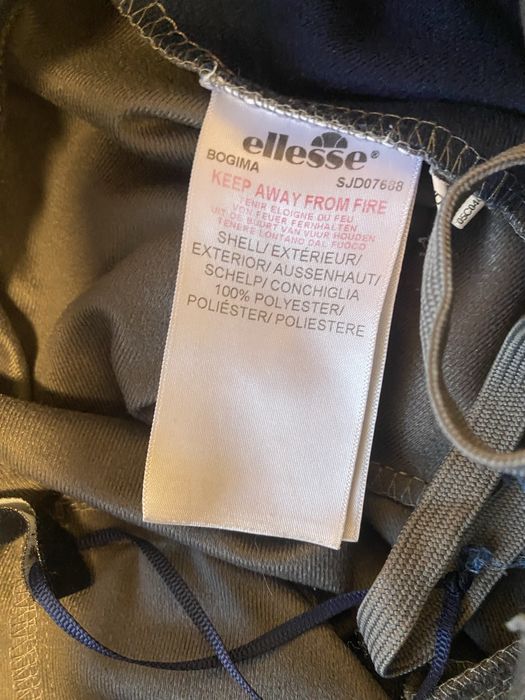 ellesse®
BOGIMA SJD07688
KEEP AWAY FROM FIRE
TENIR ELOIGNE DU FEU
VON FEUER FERNHALTEN
UIT DE BUURT VAN VUUR HOUDEN
TENERE LONTANO DAL FUOCO
SHELL/EXTÉRIEUR/
EXTERIOR/AUSSENHAUT/
SCHELP/CONCHIGLIA
100% POLYESTER/
POLIÉSTER/POLIESTERE